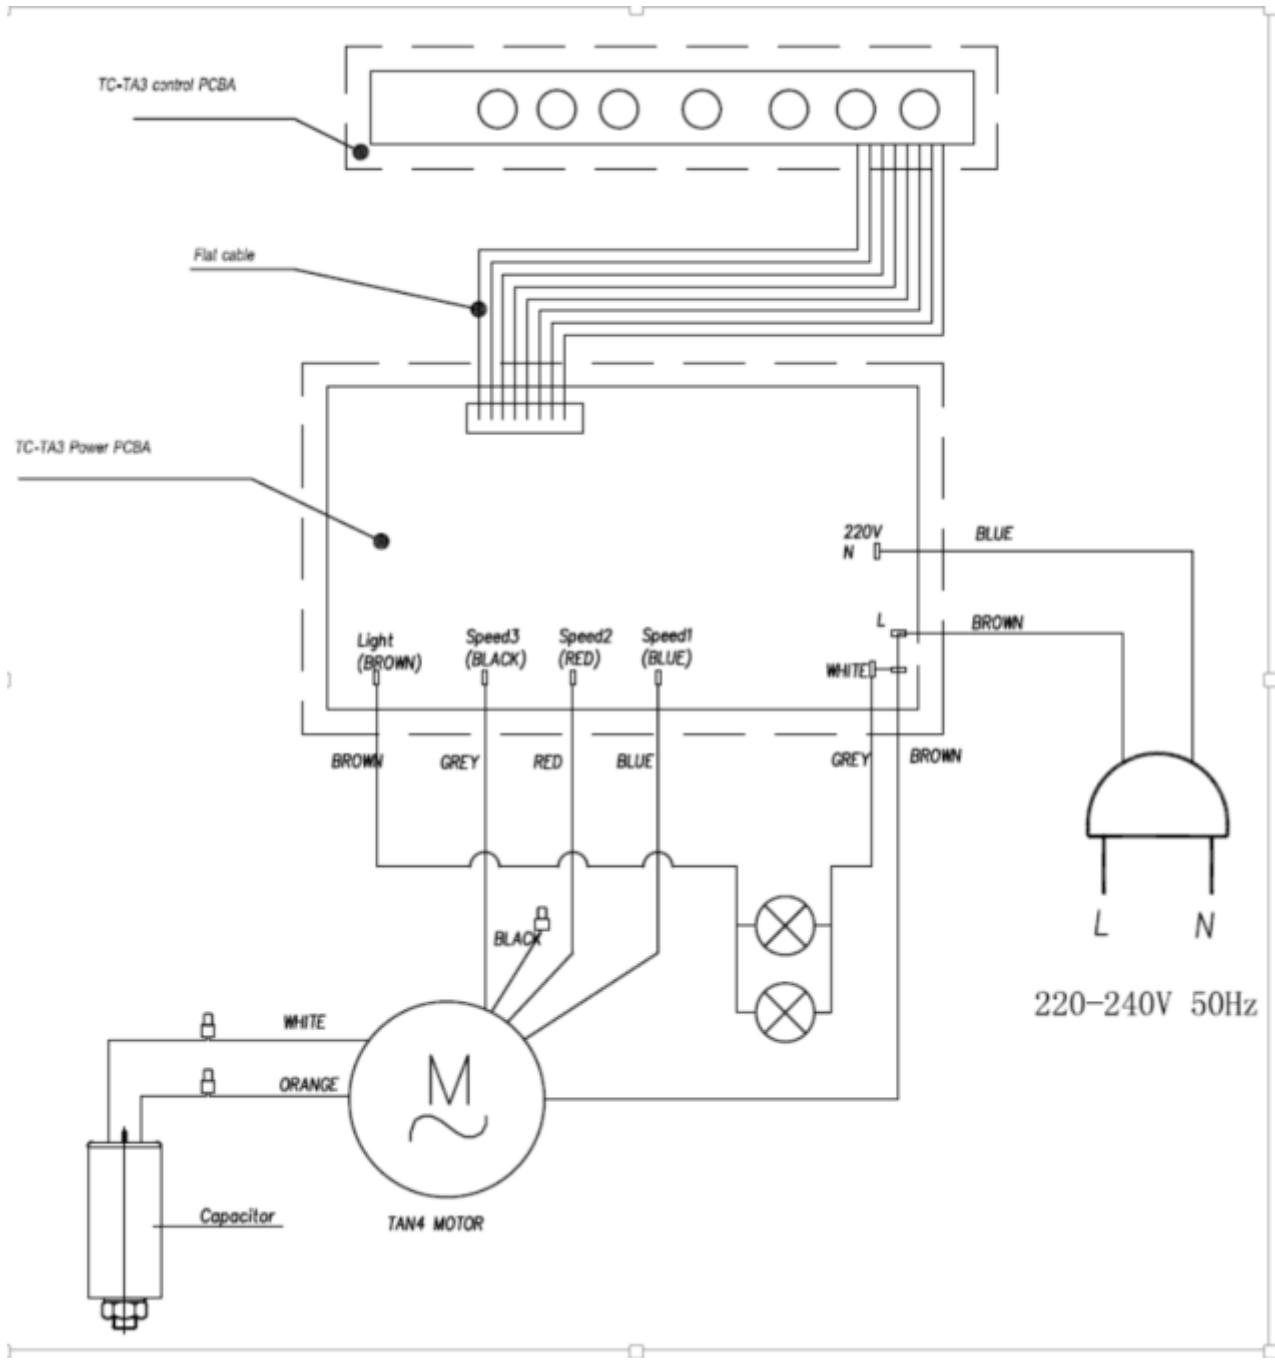 TC-TA3 control PCBA
Flat cable
TC-TA3 Power PCBA
220V
N
BLUE
L
BROWN
Light
(BROWN)
Speed3
(BLACK)
Speed2
(RED)
Speed1
(BLUE)
WHITE
BROWN
GREY
RED
BLUE
GREY
BROWN
BLACK
L
N
220-240V 50Hz
WHITE
ORANGE
M
Capacitor
TAN4 MOTOR